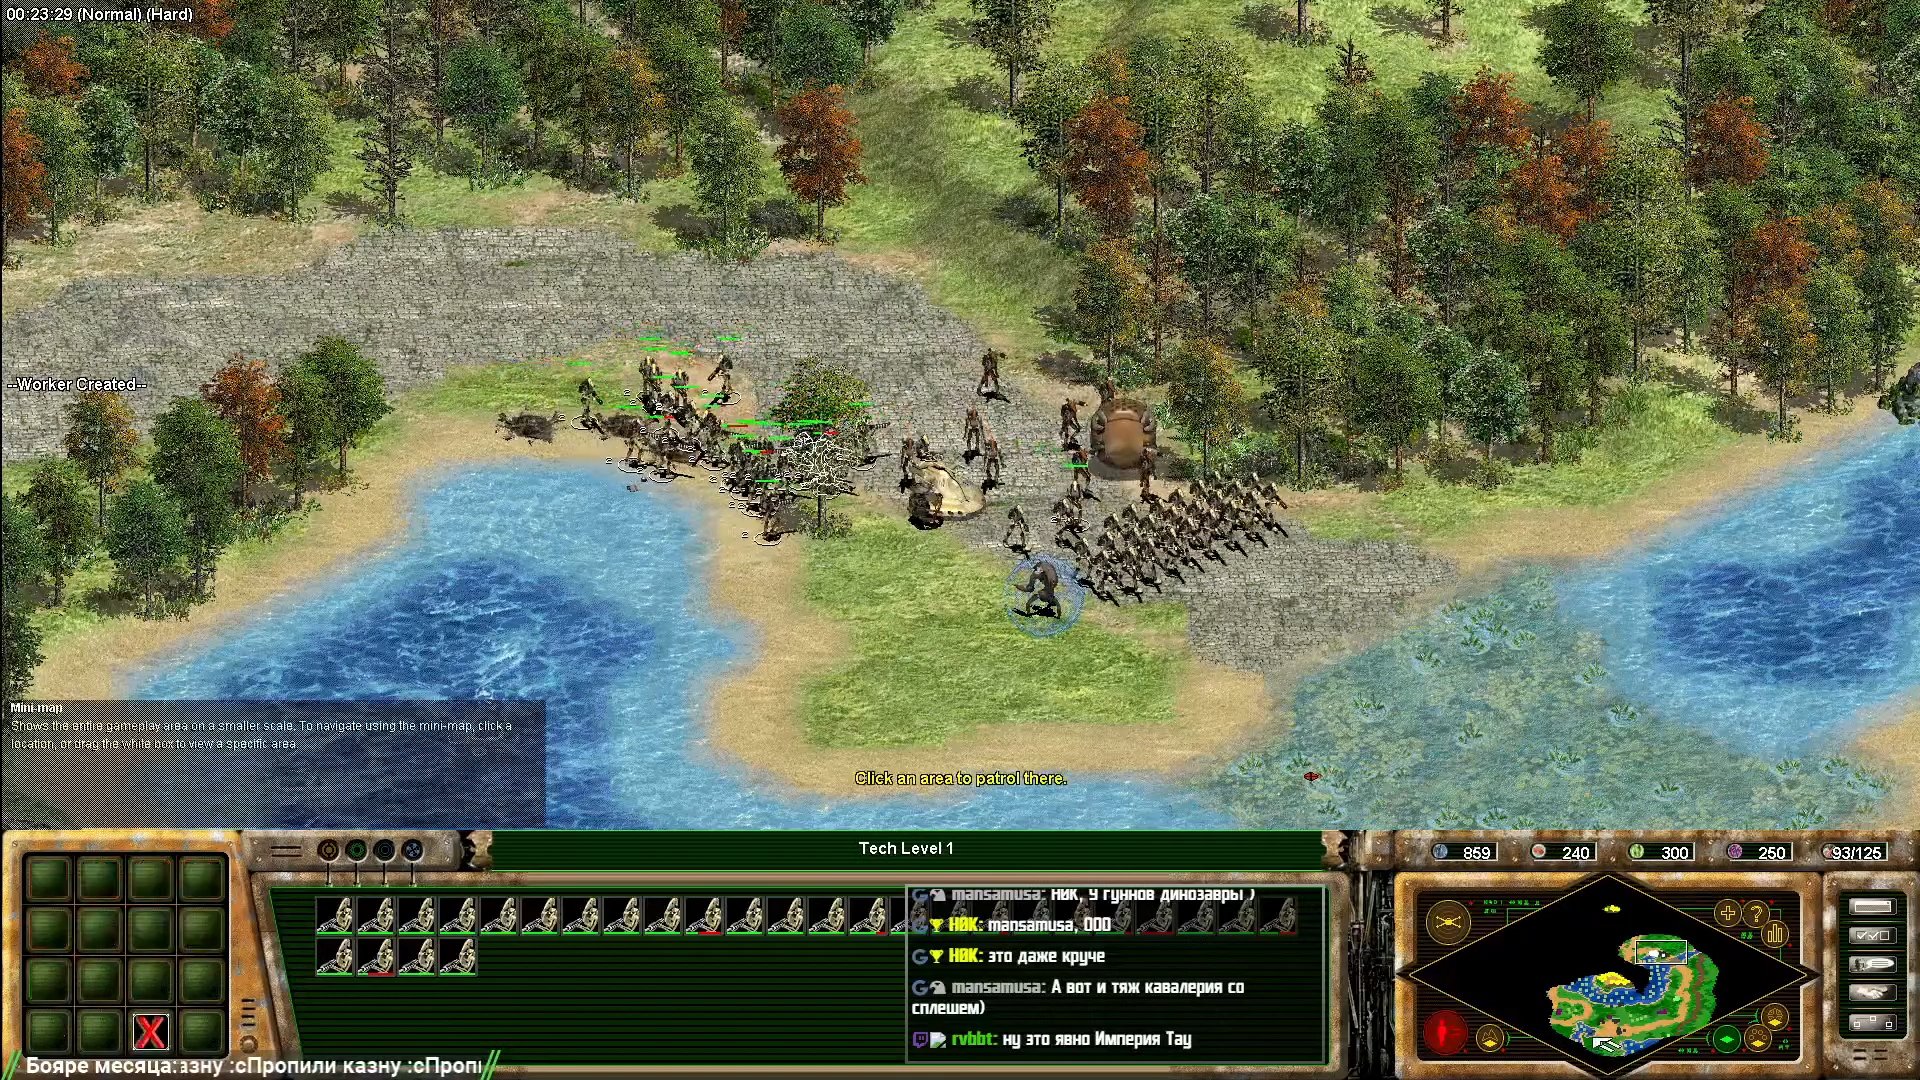 00:23:29 (Normal) (Hard)
--Worker Created--
Mini-map
Shows the entire gameplay area on a smaller scale. To navigate using the mini-map, click a
location, or drag the white box to view a specific area.
Click an area to patrol there.
Tech Level 1
859
240
300
250
93/125
mansamusa: НЮК, у гуннов динозавры )
НЮК: mansamusa, ООО
НЮК: это даже круче
mansamusa: А вот и тяж кавалерия со
сплешем)
rvbbt: ну это явно Империя Тау
Бояре месяца: азну :сПропили казну :сПропи